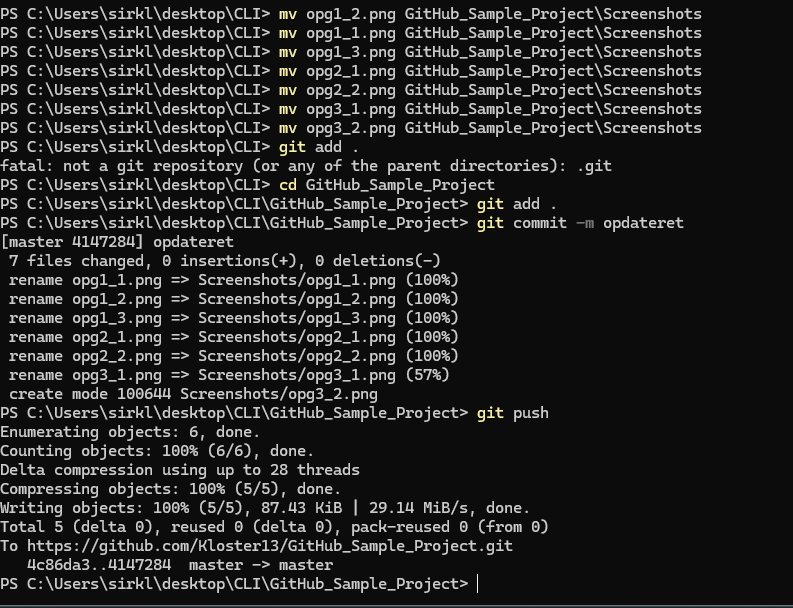 PS C:\Users\sirkl\desktop\CLI> mv opg1_2.png GitHub_Sample_Project\Screenshots
PS C:\Users\sirkl\desktop\CLI> mv opg1_1.png GitHub_Sample_Project\Screenshots
PS C:\Users\sirkl\desktop\CLI> mv opg1_3.png GitHub_Sample_Project\Screenshots
PS C:\Users\sirkl\desktop\CLI> mv opg2_1.png GitHub_Sample_Project\Screenshots
PS C:\Users\sirkl\desktop\CLI> mv opg2_2.png GitHub_Sample_Project\Screenshots
PS C:\Users\sirkl\desktop\CLI> mv opg3_1.png GitHub_Sample_Project\Screenshots
PS C:\Users\sirkl\desktop\CLI> mv opg3_2.png GitHub_Sample_Project\Screenshots
PS C:\Users\sirkl\desktop\CLI> git add .
fatal: not a git repository (or any of the parent directories): .git
PS C:\Users\sirkl\desktop\CLI> cd GitHub_Sample_Project
PS C:\Users\sirkl\desktop\CLI\GitHub_Sample_Project> git add .
PS C:\Users\sirkl\desktop\CLI\GitHub_Sample_Project> git commit -m opdateret
[master 4147284] opdateret
 7 files changed, 0 insertions(+), 0 deletions(-)
 rename opg1_1.png => Screenshots/opg1_1.png (100%)
 rename opg1_2.png => Screenshots/opg1_2.png (100%)
 rename opg1_3.png => Screenshots/opg1_3.png (100%)
 rename opg2_1.png => Screenshots/opg2_1.png (100%)
 rename opg2_2.png => Screenshots/opg2_2.png (100%)
 rename opg3_1.png => Screenshots/opg3_1.png (57%)
 create mode 100644 Screenshots/opg3_2.png
PS C:\Users\sirkl\desktop\CLI\GitHub_Sample_Project> git push
Enumerating objects: 6, done.
Counting objects: 100% (6/6), done.
Delta compression using up to 28 threads
Compressing objects: 100% (5/5), done.
Writing objects: 100% (5/5), 87.43 KiB | 29.14 MiB/s, done.
Total 5 (delta 0), reused 0 (delta 0), pack-reused 0 (from 0)
To https://github.com/Kloster13/GitHub_Sample_Project.git
   4c86da3..4147284  master -> master
PS C:\Users\sirkl\desktop\CLI\GitHub_Sample_Project>